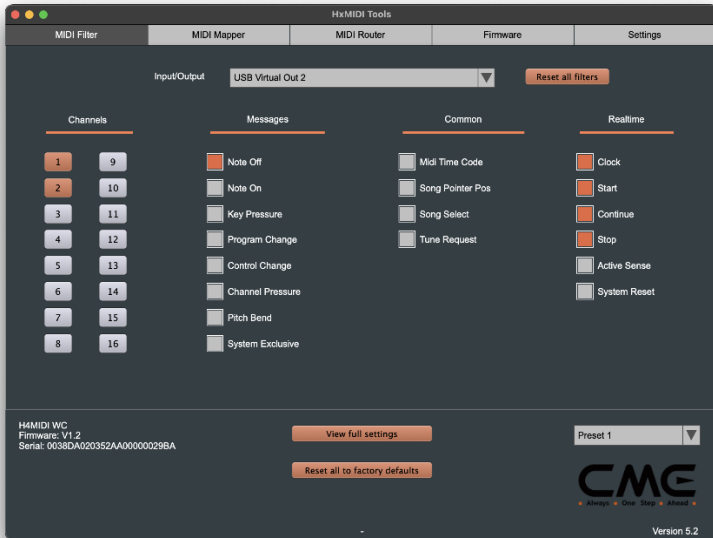 HxMIDI Tools
MIDI Filter MIDI Mapper MIDI Router Firmware Settings
Input/Output USB Virtual Out 2 Reset all filters
Channels Messages Common Realtime
1 9 Note Off Midi Time Code Clock
2 10 Note On Song Pointer Pos Start
3 11 Key Pressure Song Select Continue
4 12 Program Change Tune Request Stop
5 13 Control Change Active Sense
6 14 Channel Pressure System Reset
7 15 Pitch Bend
8 16 System Exclusive
H4MIDI WC
Firmware: V1.2
Serial: 0038DA020352AA00000029BA
View full settings Preset 1
Reset all to factory defaults
CME
Always One Step Ahead
- Version 5.2